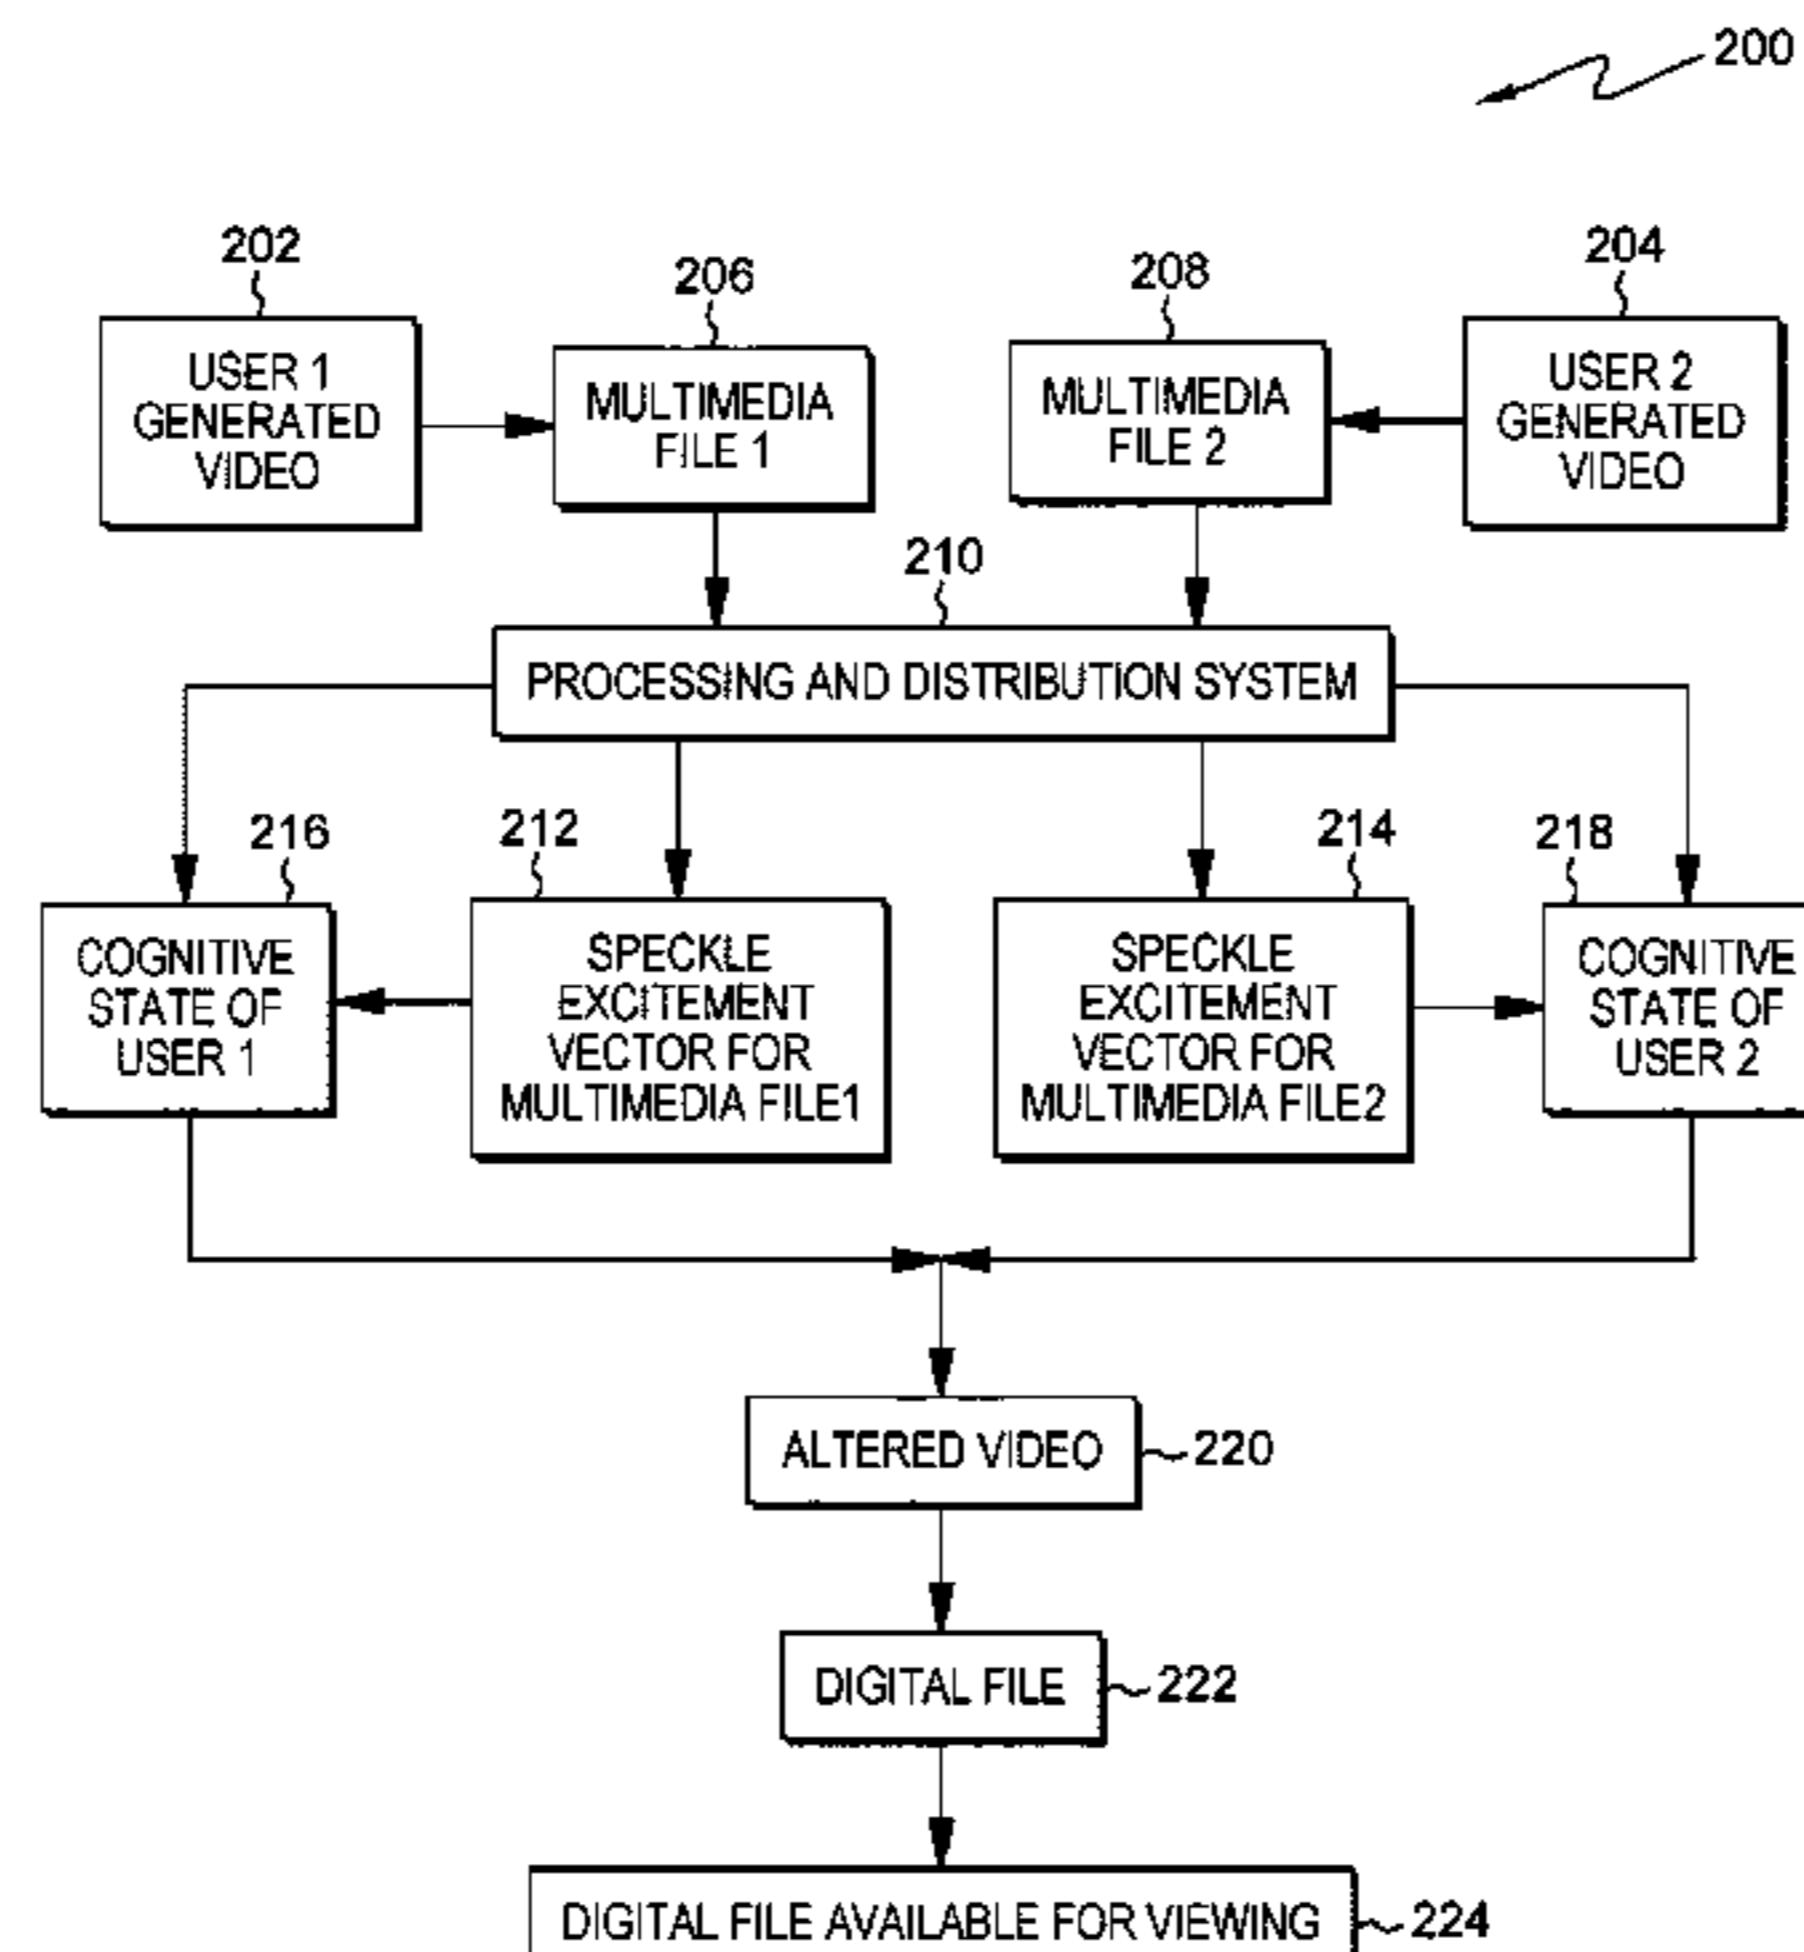 200
202
USER 1
GENERATED
VIDEO
206
MULTIMEDIA
FILE 1
208
MULTIMEDIA
FILE 2
204
USER 2
GENERATED
VIDEO
210
PROCESSING AND DISTRIBUTION SYSTEM
216
COGNITIVE
STATE OF
USER 1
212
SPECKLE
EXCITEMENT
VECTOR FOR
MULTIMEDIA FILE1
214
SPECKLE
EXCITEMENT
VECTOR FOR
MULTIMEDIA FILE2
218
COGNITIVE
STATE OF
USER 2
ALTERED VIDEO
220
DIGITAL FILE
222
DIGITAL FILE AVAILABLE FOR VIEWING
224